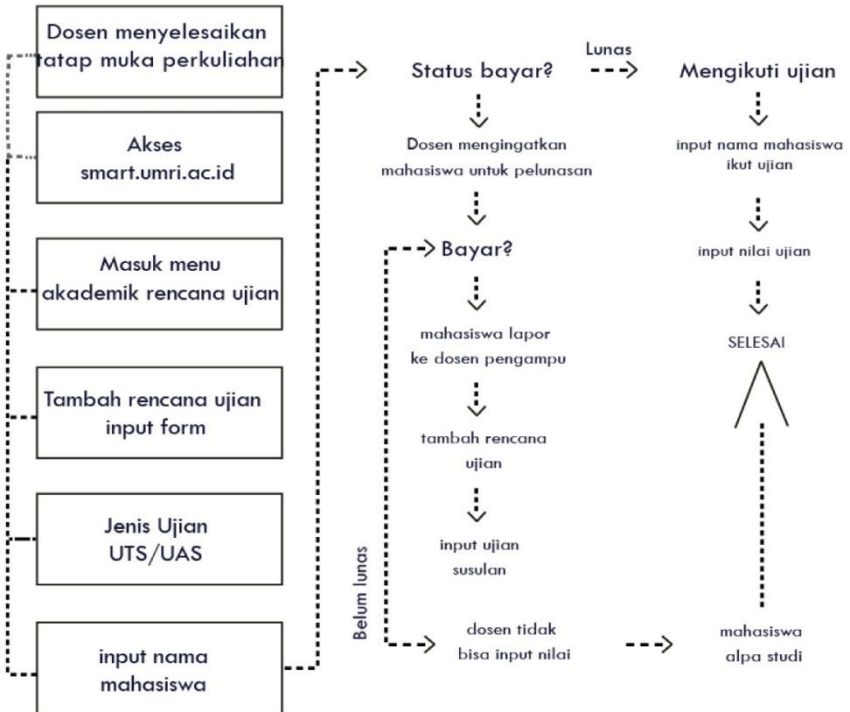 Dosen menyelesaikan
tatap muka perkuliahan
Akses
smart.umri.ac.id
Masuk menu
akademik rencana ujian
Tambah rencana ujian
input form
Jenis Ujian
UTS/UAS
input nama
mahasiswa
Status bayar?
Lunas
Mengikuti ujian
Dosen mengingatkan
mahasiswa untuk pelunasan
Bayar?
mahasiswa lapor
ke dosen pengampu
tambah rencana
ujian
input ujian
susulan
Belum lunas
dosen tidak
bisa input nilai
mahasiswa
alpa studi
input nama mahasiswa
ikut ujian
input nilai ujian
SELESAI